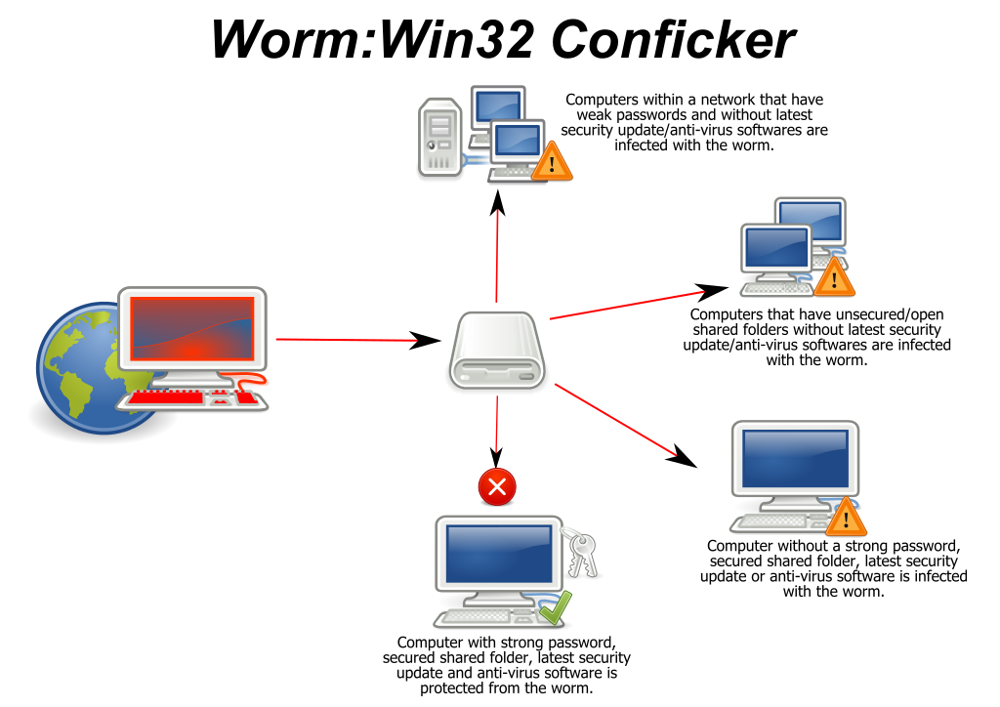 Worm:Win32 Conficker
Computers within a network that have
weak passwords and without latest
security update/anti-virus softwares are
infected with the worm.
Computers that have unsecured/open
shared folders without latest security
update/anti-virus softwares are infected
with the worm.
Computer without a strong password,
secured shared folder, latest security
update or anti-virus software is infected
with the worm.
Computer with strong password,
secured shared folder, latest security
update and anti-virus software is
protected from the worm.